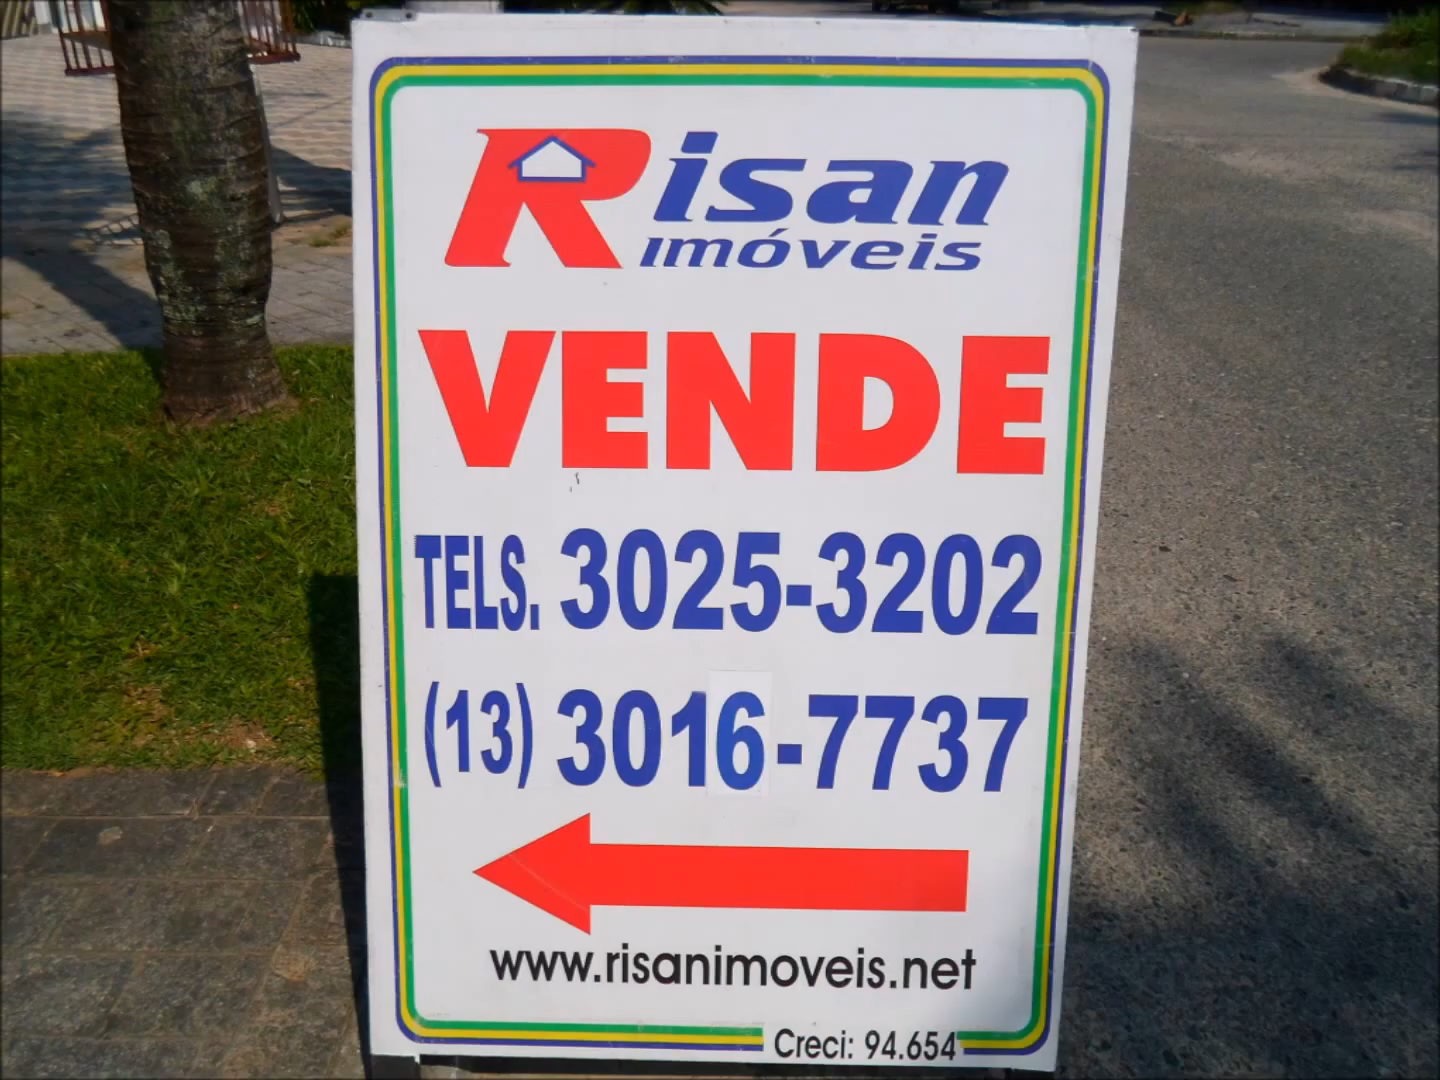 Risan
imóveis
VENDE
TELS. 3025-3202
(13) 3016-7737
www.risanimoveis.net
Creci: 94.654